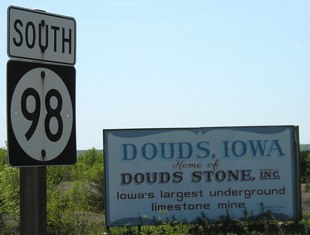 SOUTH
98
DOUDS, IOWA
Home of
DOUDS STONE, INC.
Iowa's largest underground
limestone mine